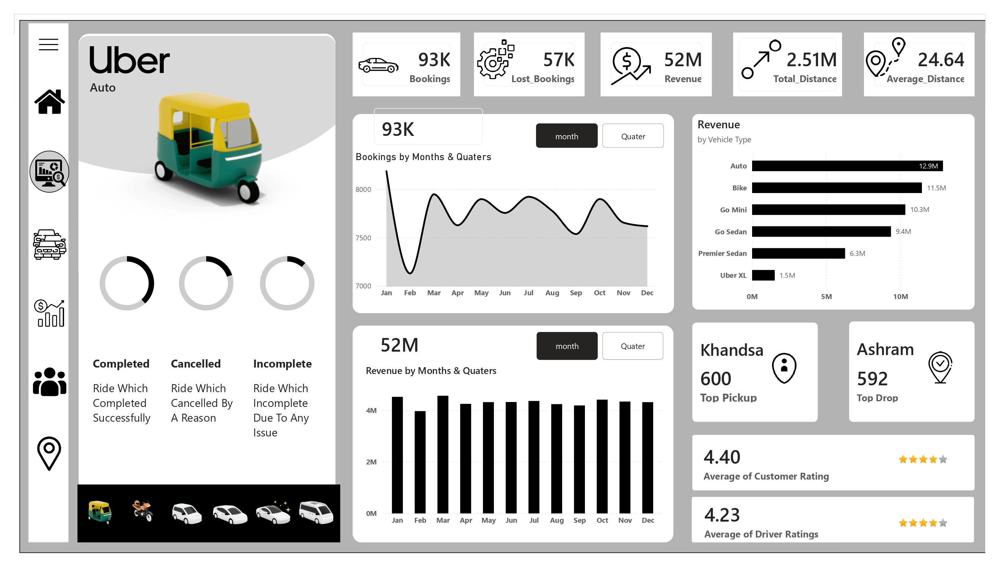 Uber
Auto
Completed
Ride Which
Completed
Successfully
Cancelled
Ride Which
Cancelled By
A Reason
Incomplete
Ride Which
Incomplete
Due To Any
Issue
93K
Bookings
57K
Lost_Bookings
$
52M
Revenue
2.51M
Total_Distance
24.64
Average_Distance
93K
month
Quater
Bookings by Months & Quaters
8000
7500
7000
Jan Feb Mar Apr May Jun Jul Aug Sep Oct Nov Dec
Revenue
by Vehicle Type
Auto 12.9M
Bike 11.5M
Go Mini 10.3M
Go Sedan 9.4M
Premier Sedan 6.3M
Uber XL 1.5M
0M 5M 10M
52M
month
Quater
Revenue by Months & Quaters
4M
2M
0M
Jan Feb Mar Apr May Jun Jul Aug Sep Oct Nov Dec
Khandsa
600
Top Pickup
Ashram
592
Top Drop
4.40
Average of Customer Rating
4.23
Average of Driver Ratings